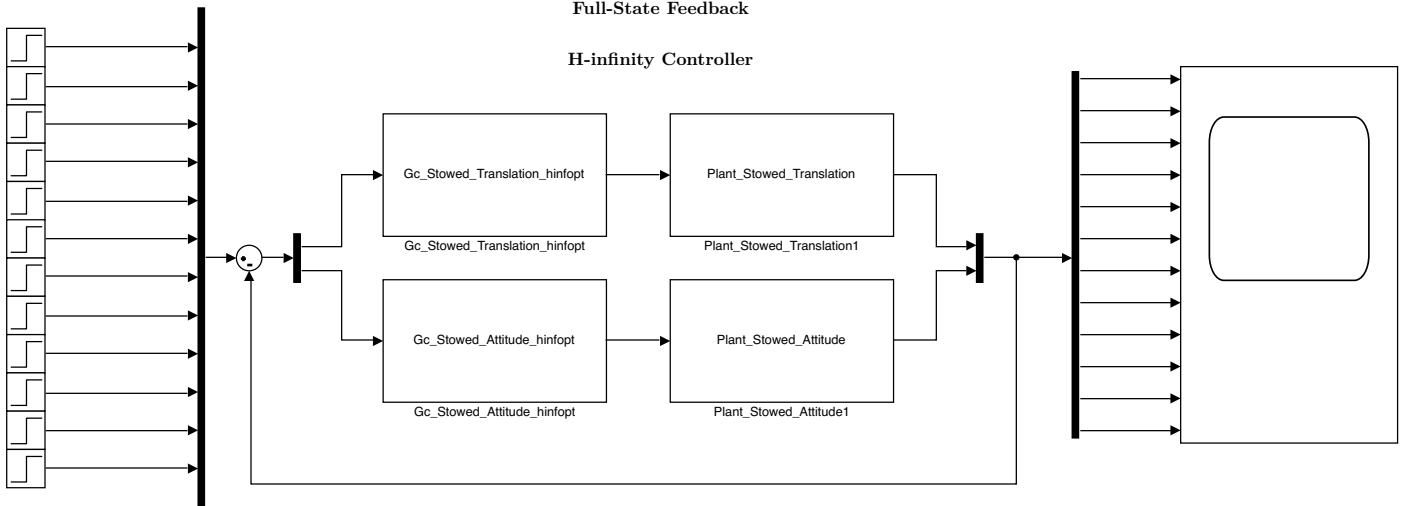 Full-State Feedback
H-infinity Controller
Gc_Stowed_Translation_hinfopt
Plant_Stowed_Translation
Gc_Stowed_Translation_hinfopt
Plant_Stowed_Translation1
Gc_Stowed_Attitude_hinfopt
Plant_Stowed_Attitude
Gc_Stowed_Attitude_hinfopt
Plant_Stowed_Attitude1